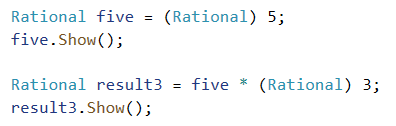 Rational five = (Rational) 5;
five.Show();
Rational result3 = five * (Rational) 3;
result3.Show();